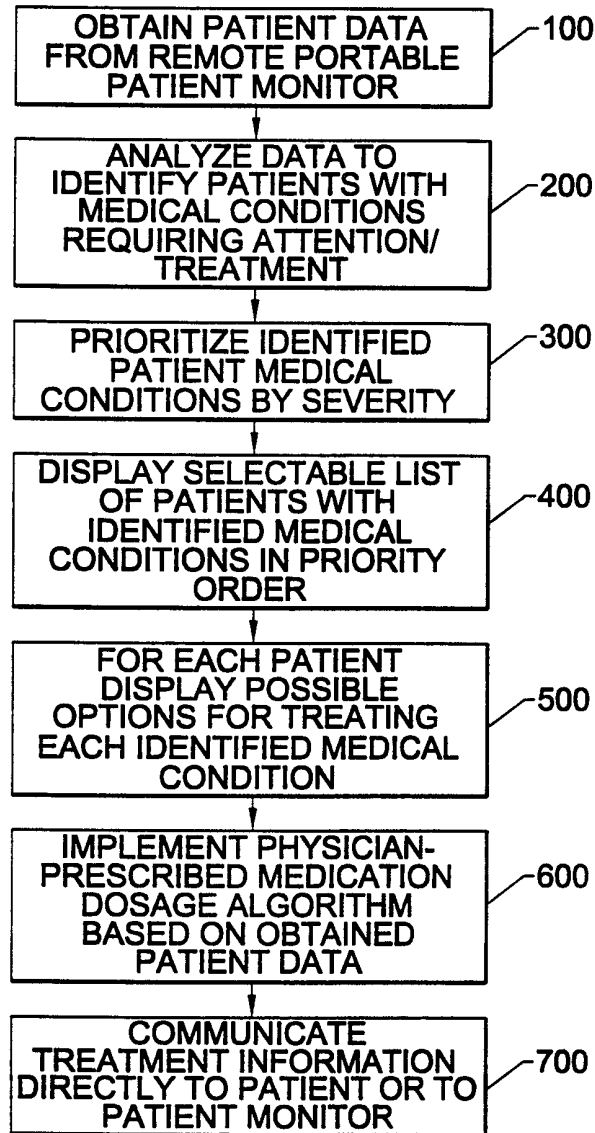 OBTAIN PATIENT DATA
FROM REMOTE PORTABLE
PATIENT MONITOR
100
ANALYZE DATA TO
IDENTIFY PATIENTS WITH
MEDICAL CONDITIONS
REQUIRING ATTENTION/
TREATMENT
200
PRIORITIZE IDENTIFIED
PATIENT MEDICAL
CONDITIONS BY SEVERITY
300
DISPLAY SELECTABLE LIST
OF PATIENTS WITH
IDENTIFIED MEDICAL
CONDITIONS IN PRIORITY
ORDER
400
FOR EACH PATIENT
DISPLAY POSSIBLE
OPTIONS FOR TREATING
EACH IDENTIFIED MEDICAL
CONDITION
500
IMPLEMENT PHYSICIAN-
PRESCRIBED MEDICATION
DOSAGE ALGORITHM
BASED ON OBTAINED
PATIENT DATA
600
COMMUNICATE
TREATMENT INFORMATION
DIRECTLY TO PATIENT OR TO
PATIENT MONITOR
700